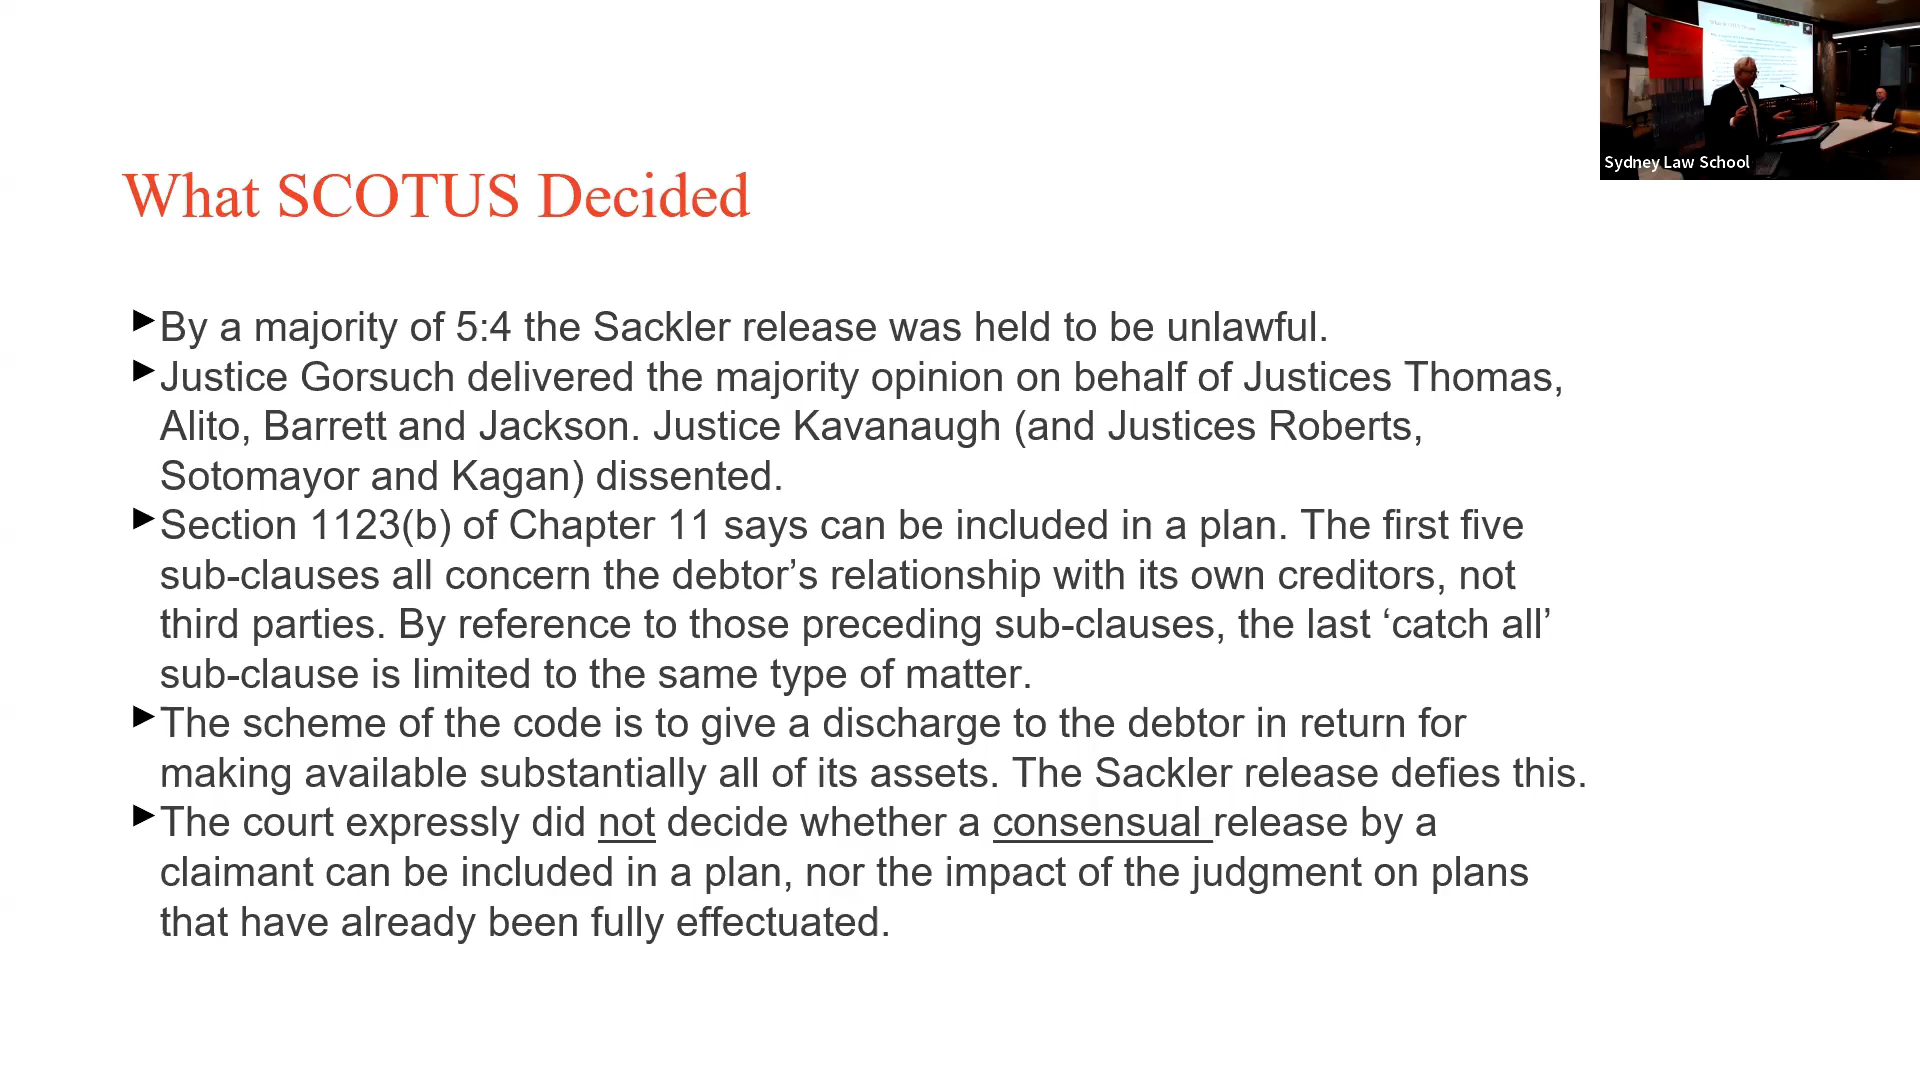 What SCOTUS Decided
By a majority of 5:4 the Sackler release was held to be unlawful.
Justice Gorsuch delivered the majority opinion on behalf of Justices Thomas,
Alito, Barrett and Jackson. Justice Kavanaugh (and Justices Roberts,
Sotomayor and Kagan) dissented.
Section 1123(b) of Chapter 11 says can be included in a plan. The first five
sub-clauses all concern the debtor’s relationship with its own creditors, not
third parties. By reference to those preceding sub-clauses, the last ‘catch all’
sub-clause is limited to the same type of matter.
The scheme of the code is to give a discharge to the debtor in return for
making available substantially all of its assets. The Sackler release defies this.
The court expressly did not decide whether a consensual release by a
claimant can be included in a plan, nor the impact of the judgment on plans
that have already been fully effectuated.
Sydney Law School